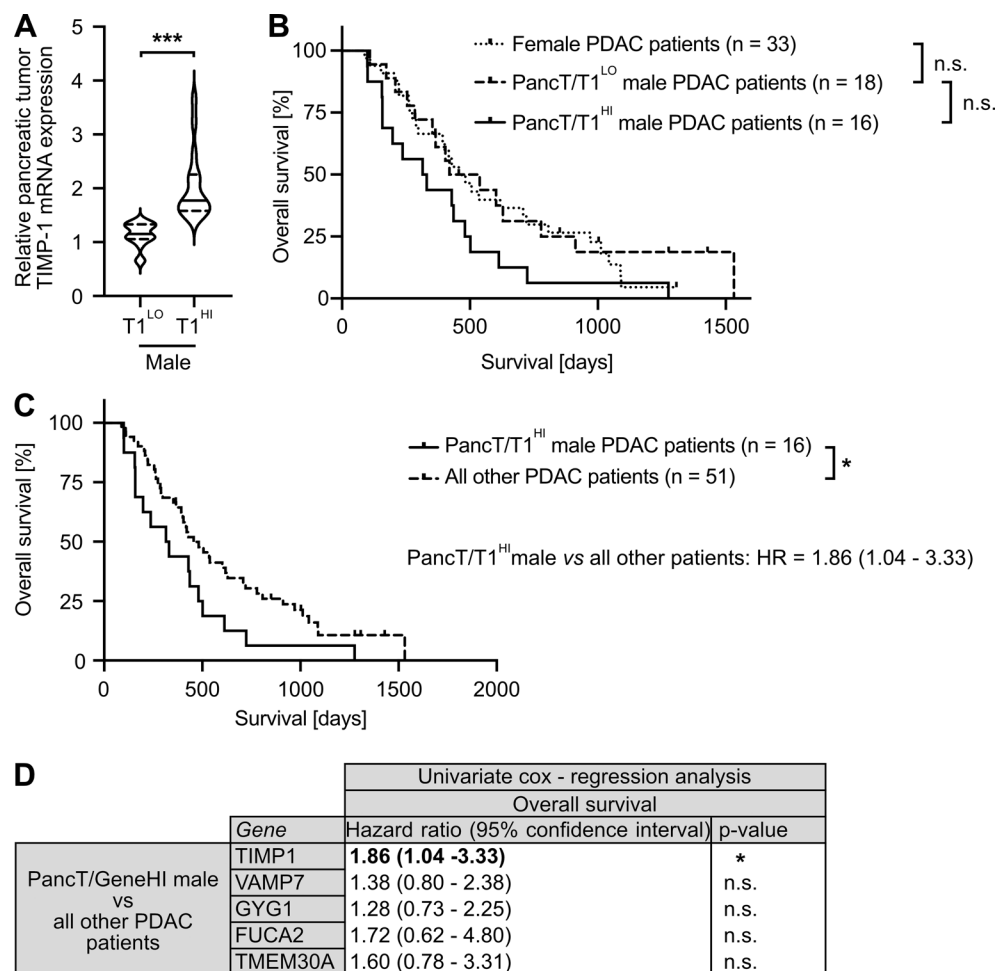 A
Relative pancreatic tumor
TIMP-1 mRNA expression
5
4
3
2
1
0
***
T1LO
T1HI
Male
B
Overall survival [%]
100
75
50
25
0
0
500
1000
1500
Survival [days]
Female PDAC patients (n = 33)
PancT/T1LO male PDAC patients (n = 18)
PancT/T1HI male PDAC patients (n = 16)
n.s.
n.s.
C
Overall survival [%]
100
75
50
25
0
0
500
1000
1500
2000
Survival [days]
PancT/T1HI male PDAC patients (n = 16)
All other PDAC patients (n = 51)
*
PancT/T1HI male vs all other patients: HR = 1.86 (1.04 - 3.33)
D
Univariate cox - regression analysis
Overall survival
Gene Hazard ratio (95% confidence interval) p-value
PancT/GeneHI male
vs
all other PDAC
patients
TIMP1 1.86 (1.04 -3.33) *
VAMP7 1.38 (0.80 - 2.38) n.s.
GYG1 1.28 (0.73 - 2.25) n.s.
FUCA2 1.72 (0.62 - 4.80) n.s.
TMEM30A 1.60 (0.78 - 3.31) n.s.